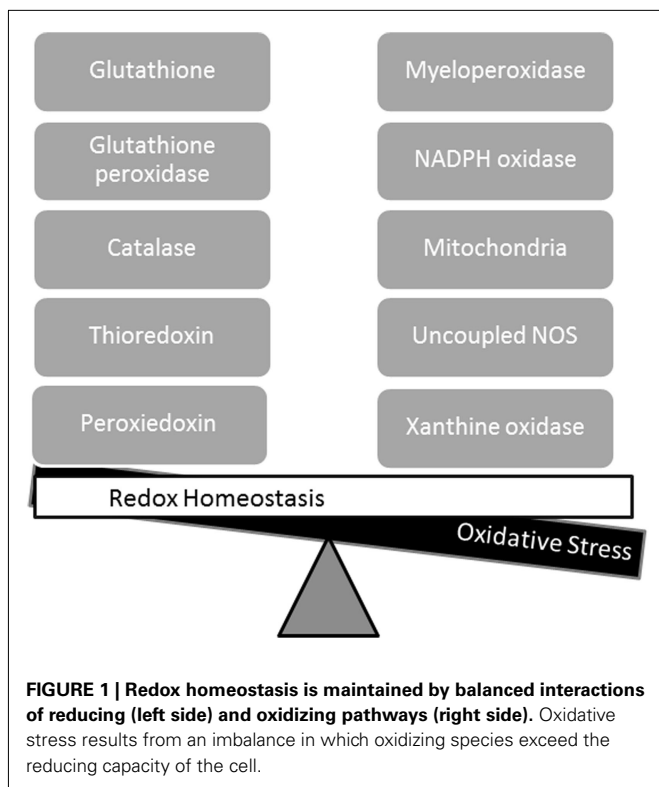 Glutathione
Myeloperoxidase
Glutathione
peroxidase
NADPH oxidase
Catalase
Mitochondria
Thioredoxin
Uncoupled NOS
Peroxiedoxin
Xanthine oxidase
Redox Homeostasis
Oxidative Stress
FIGURE 1 | Redox homeostasis is maintained by balanced interactions
of reducing (left side) and oxidizing pathways (right side). Oxidative
stress results from an imbalance in which oxidizing species exceed the
reducing capacity of the cell.